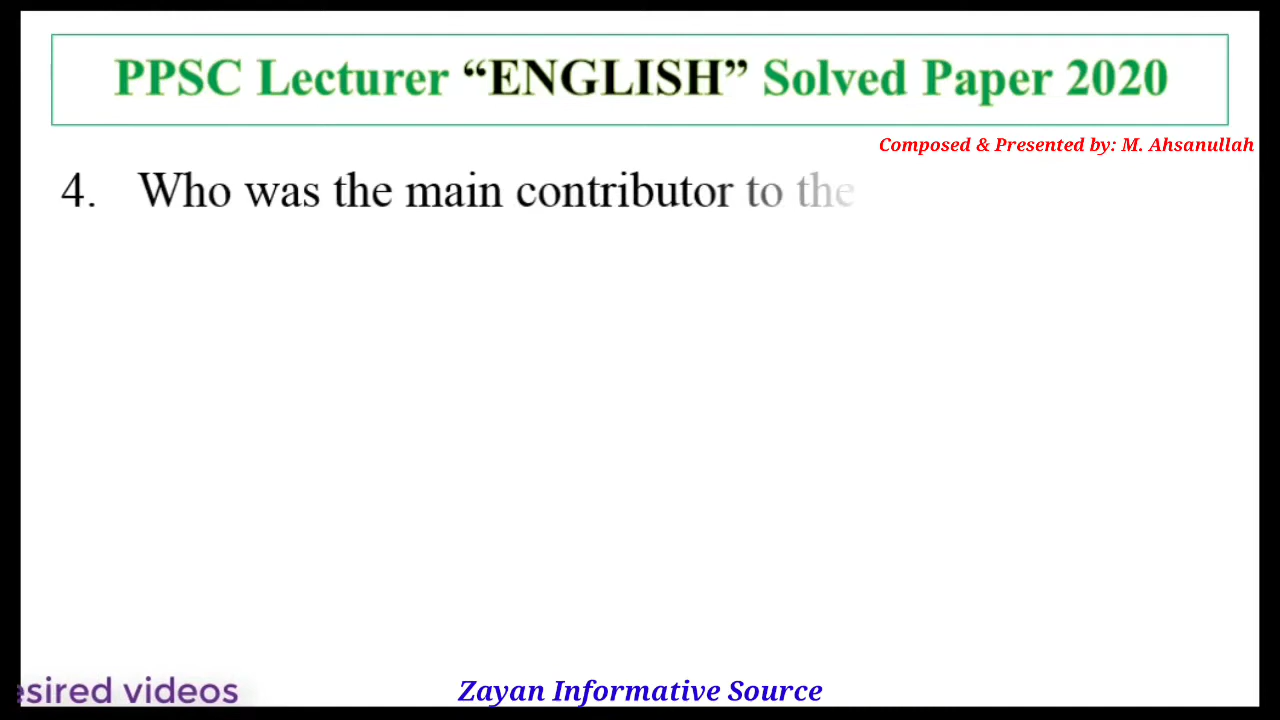 PPSC Lecturer “ENGLISH” Solved Paper 2020
Composed & Presented by: M. Ahsanullah
4. Who was the main contributor to the
esired videos
Zayan Informative Source